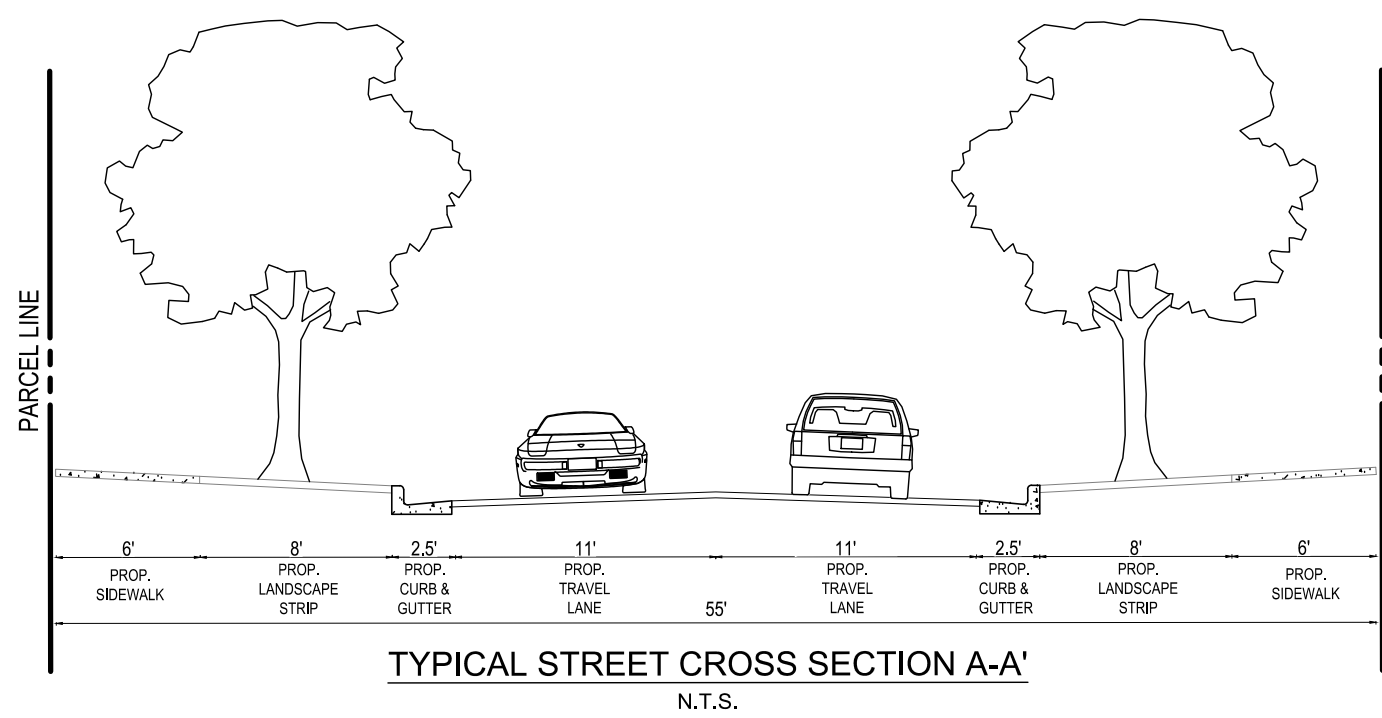 PARCEL LINE
6' 8' 2.5' 11' 11' 2.5' 8' 6'
PROP.
SIDEWALK
PROP.
LANDSCAPE
STRIP
PROP.
CURB &
GUTTER
PROP.
TRAVEL
LANE
PROP.
TRAVEL
LANE
PROP.
CURB &
GUTTER
PROP.
LANDSCAPE
STRIP
PROP.
SIDEWALK
55'
TYPICAL STREET CROSS SECTION A-A'
N.T.S.